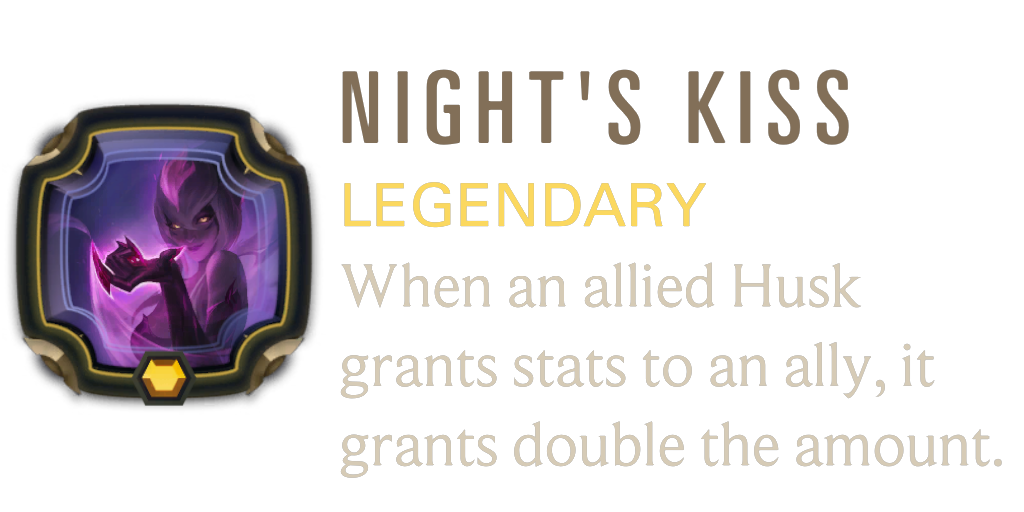 NIGHT'S KISS
LEGENDARY
When an allied Husk
grants stats to an ally, it
grants double the amount.